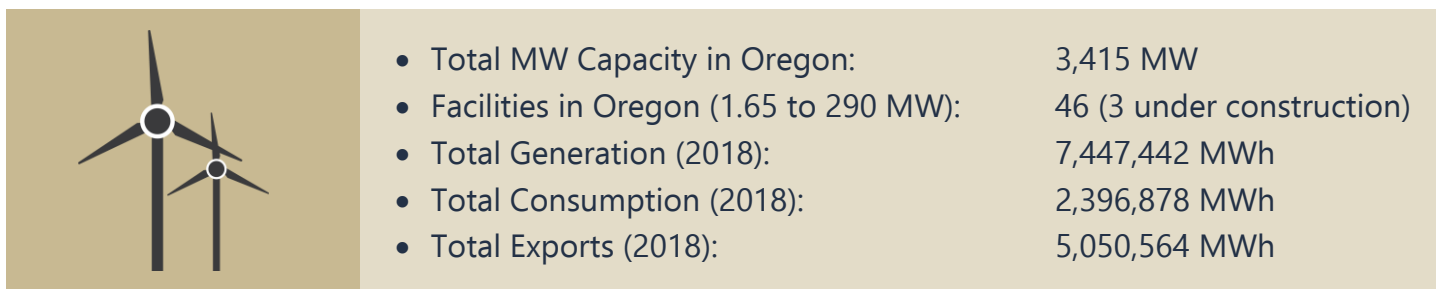 • Total MW Capacity in Oregon: 3,415 MW
• Facilities in Oregon (1.65 to 290 MW): 46 (3 under construction)
• Total Generation (2018): 7,447,442 MWh
• Total Consumption (2018): 2,396,878 MWh
• Total Exports (2018): 5,050,564 MWh